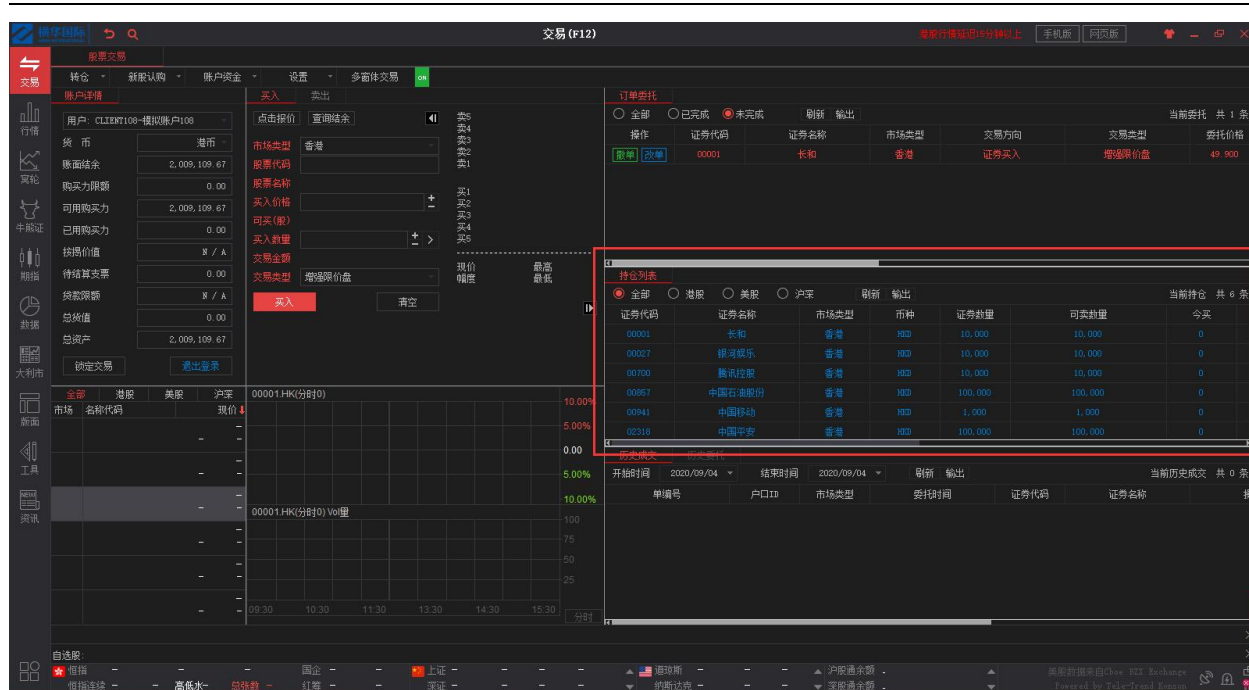 横华国际 交易(F12) 港股行情延迟15分钟以上 手机版 网页版
交易 股票交易
转仓 新股认购 账户资金 设置 多窗体交易 ON
账户详情 买入 卖出 订单委托
用户: CLIENT108-模拟账户108 点击报价 查询结余 卖5 全部 已完成 未完成 刷新 输出 当前委托 共 1 条
卖4
货 币 港币 卖3 操作 证券代码 证券名称 市场类型 交易方向 交易类型 委托价格
行情 市场类型 香港 卖2 撤单 改单 00001 长和 香港 证券买入 增强限价盘 49.900
账面结余 2,009,109.67 股票代码 卖1
窝轮 购买力限额 0.00 股票名称 买1
可用购买力 2,009,109.67 买入价格 买2
可买(股) 买3
牛熊证 已用购买力 0.00 买4
买入数量 买5
按揭价值 N / A 交易金额
期指 待结算支票 0.00 交易类型 增强限价盘 现价 最高 持仓列表
幅度 最低
贷款限额 N / A 买入 清空 全部 港股 美股 沪深 刷新 输出 当前持仓 共 6 条
总货值 0.00 证券代码 证券名称 市场类型 币种 证券数量 可卖数量 今买
数据 总资产 2,009,109.67 00001 长和 香港 HKD 10,000 10,000 0
大利市 锁定交易 退出登录 00027 银河娱乐 香港 HKD 10,000 10,000 0
00700 腾讯控股 香港 HKD 10,000 10,000 0
全部 港股 美股 沪深 00001.HK(分时0) 10.00% 00857 中国石油股份 香港 HKD 100,000 100,000 0
市场 名称代码 现价 00941 中国移动 香港 HKD 1,000 1,000 0
版面 5.00% 02318 中国平安 香港 HKD 100,000 100,000 0
0.00 历史成交 历史委托
工具 5.00% 开始时间 2020/09/04 结束时间 2020/09/04 刷新 输出 当前历史成交 共 0 条
10.00% 单编号 户口ID 市场类型 委托时间 证券代码 证券名称
NEWS
资讯 00001.HK(分时0) Vol量 100
75
50
25
09:30 10:30 11:30 13:30 14:30 15:30 分时
自选股:
恒指 - - - 国企 - - 上证 - - - 道琼斯 - - - 沪股通余额 - 美股数据来自Cboe BZX Exchange
恒指连续 - - 高低水- 总张数 - 红筹 - - 深证 - - - 纳斯达克 - - - 深股通余额 - Powered by Tele-Trend Konson